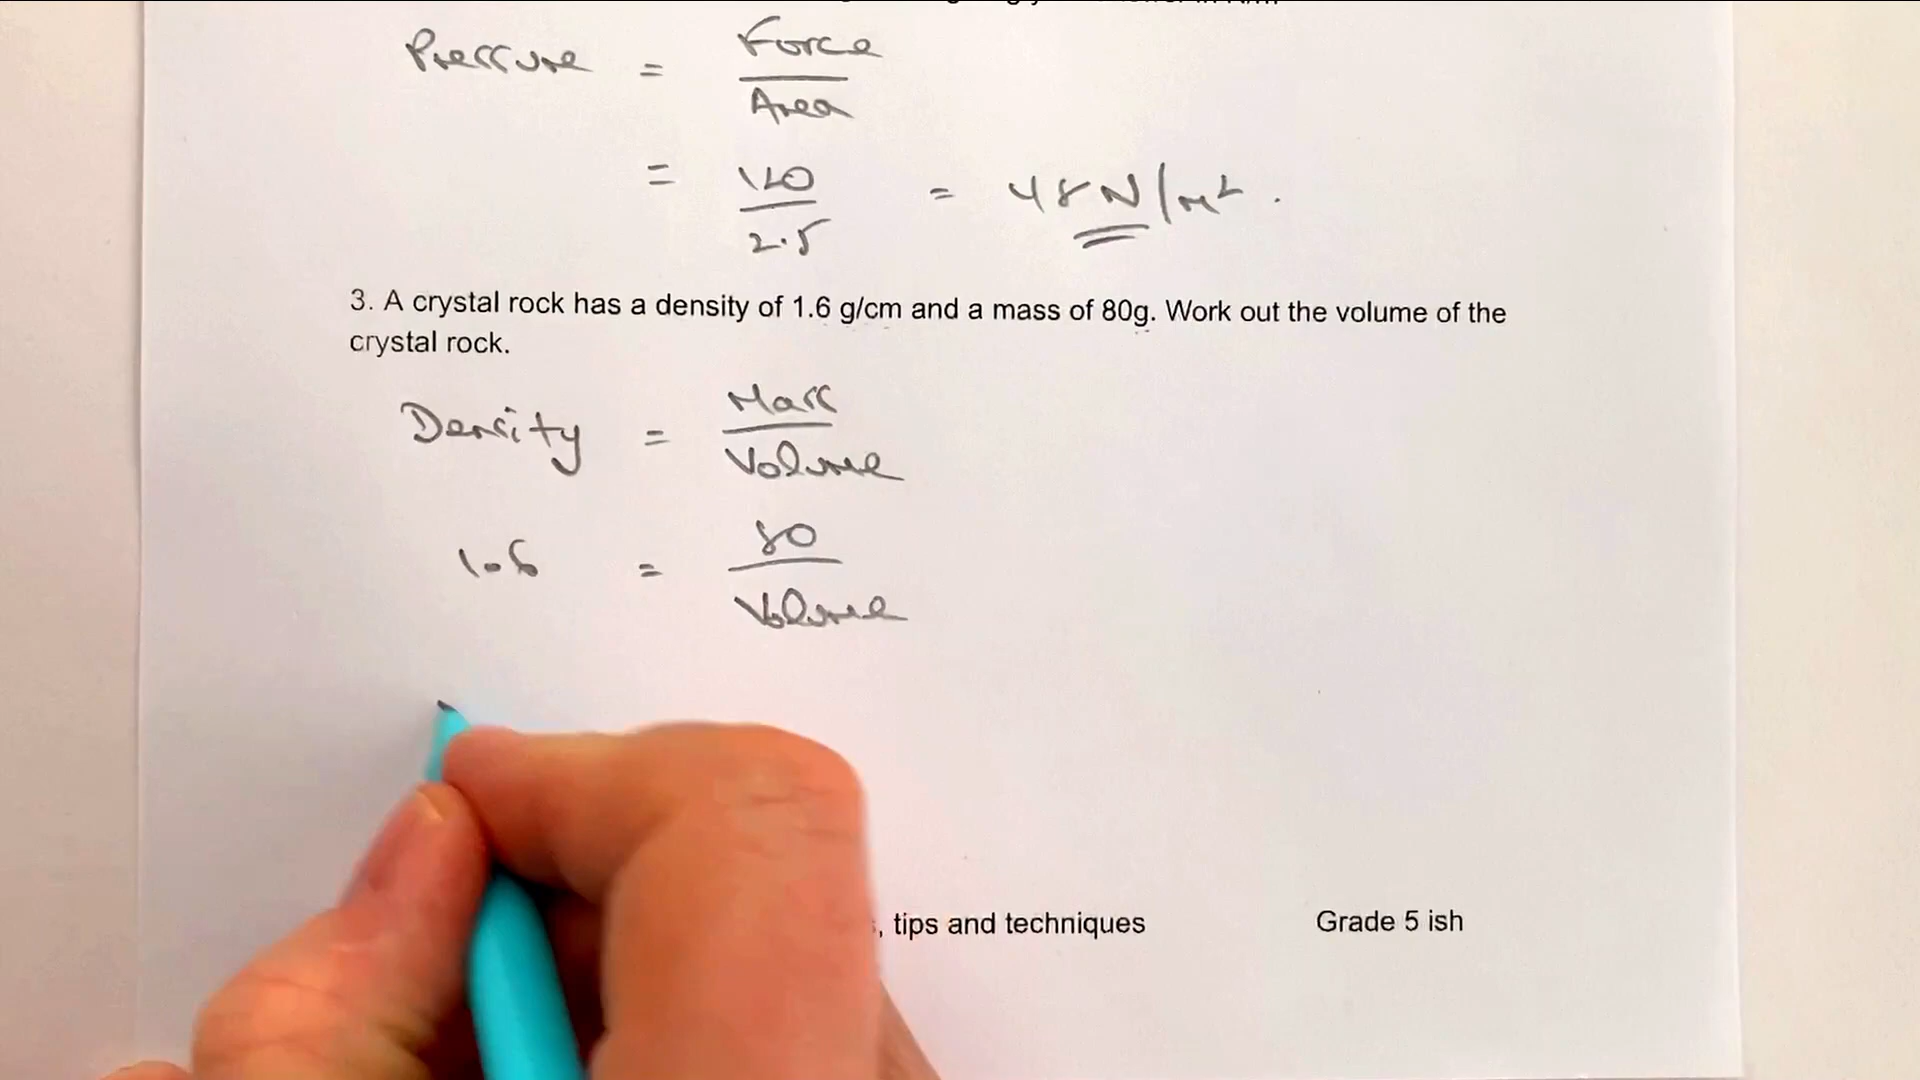 Pressure = Force
Area
= 120 = 48N/m².
2.5
3. A crystal rock has a density of 1.6 g/cm and a mass of 80g. Work out the volume of the
crystal rock.
Density = Mass
Volume
1.6 = 80
Volume
, tips and techniques Grade 5 ish